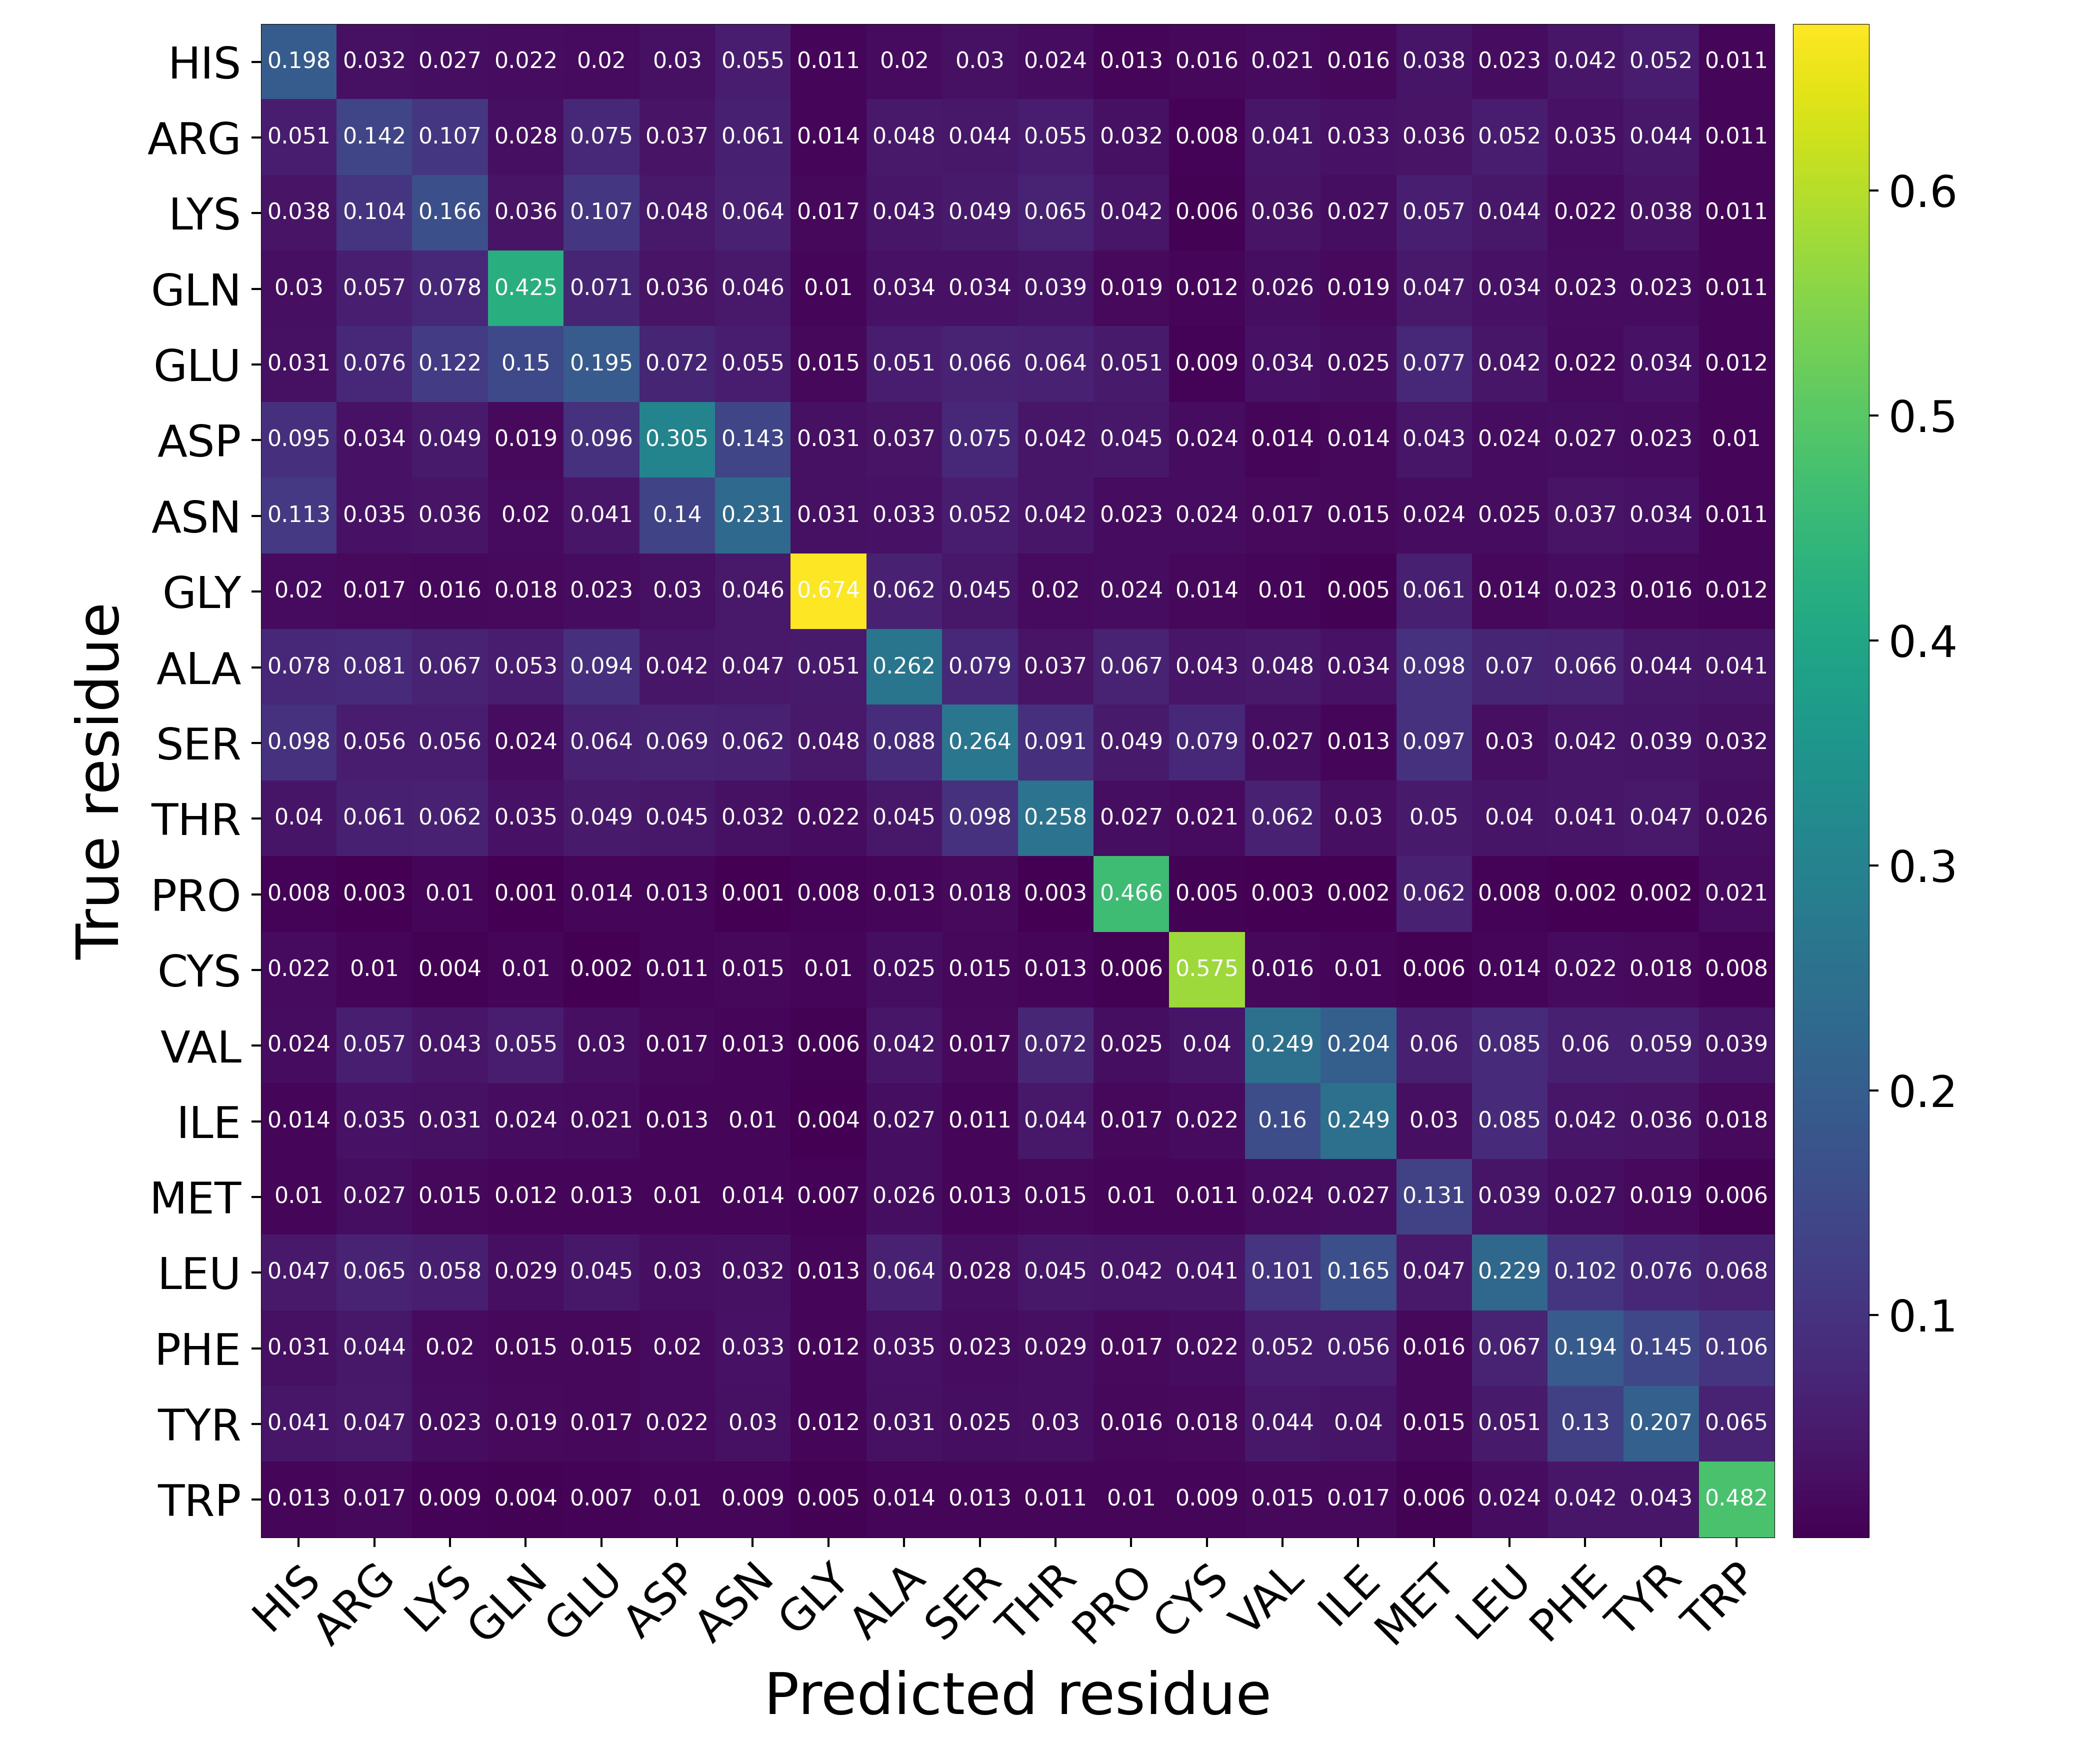 HIS 0.198 0.032 0.027 0.022 0.02 0.03 0.055 0.011 0.02 0.03 0.024 0.013 0.016 0.021 0.016 0.038 0.023 0.042 0.052 0.011
ARG 0.051 0.142 0.107 0.028 0.075 0.037 0.061 0.014 0.048 0.044 0.055 0.032 0.008 0.041 0.033 0.036 0.052 0.035 0.044 0.011
LYS 0.038 0.104 0.166 0.036 0.107 0.048 0.064 0.017 0.043 0.049 0.065 0.042 0.006 0.036 0.027 0.057 0.044 0.022 0.038 0.011
GLN 0.03 0.057 0.078 0.425 0.071 0.036 0.046 0.01 0.034 0.034 0.039 0.019 0.012 0.026 0.019 0.047 0.034 0.023 0.023 0.011
GLU 0.031 0.076 0.122 0.15 0.195 0.072 0.055 0.015 0.051 0.066 0.064 0.051 0.009 0.034 0.025 0.077 0.042 0.022 0.034 0.012
ASP 0.095 0.034 0.049 0.019 0.096 0.305 0.143 0.031 0.037 0.075 0.042 0.045 0.024 0.014 0.014 0.043 0.024 0.027 0.023 0.01
ASN 0.113 0.035 0.036 0.02 0.041 0.14 0.231 0.031 0.033 0.052 0.042 0.023 0.024 0.017 0.015 0.024 0.025 0.037 0.034 0.011
GLY 0.02 0.017 0.016 0.018 0.023 0.03 0.046 0.674 0.062 0.045 0.02 0.024 0.014 0.01 0.005 0.061 0.014 0.023 0.016 0.012
ALA 0.078 0.081 0.067 0.053 0.094 0.042 0.047 0.051 0.262 0.079 0.037 0.067 0.043 0.048 0.034 0.098 0.07 0.066 0.044 0.041
SER 0.098 0.056 0.056 0.024 0.064 0.069 0.062 0.048 0.088 0.264 0.091 0.049 0.079 0.027 0.013 0.097 0.03 0.042 0.039 0.032
THR 0.04 0.061 0.062 0.035 0.049 0.045 0.032 0.022 0.045 0.098 0.258 0.027 0.021 0.062 0.03 0.05 0.04 0.041 0.047 0.026
PRO 0.008 0.003 0.01 0.001 0.014 0.013 0.001 0.008 0.013 0.018 0.003 0.466 0.005 0.003 0.002 0.062 0.008 0.002 0.002 0.021
CYS 0.022 0.01 0.004 0.01 0.002 0.011 0.015 0.01 0.025 0.015 0.013 0.006 0.575 0.016 0.01 0.006 0.014 0.022 0.018 0.008
VAL 0.024 0.057 0.043 0.055 0.03 0.017 0.013 0.006 0.042 0.017 0.072 0.025 0.04 0.249 0.204 0.06 0.085 0.06 0.059 0.039
ILE 0.014 0.035 0.031 0.024 0.021 0.013 0.01 0.004 0.027 0.011 0.044 0.017 0.022 0.16 0.249 0.03 0.085 0.042 0.036 0.018
MET 0.01 0.027 0.015 0.012 0.013 0.01 0.014 0.007 0.026 0.013 0.015 0.01 0.011 0.024 0.027 0.131 0.039 0.027 0.019 0.006
LEU 0.047 0.065 0.058 0.029 0.045 0.03 0.032 0.013 0.064 0.028 0.045 0.042 0.041 0.101 0.165 0.047 0.229 0.102 0.076 0.068
PHE 0.031 0.044 0.02 0.015 0.015 0.02 0.033 0.012 0.035 0.023 0.029 0.017 0.022 0.052 0.056 0.016 0.067 0.194 0.145 0.106
TYR 0.041 0.047 0.023 0.019 0.017 0.022 0.03 0.012 0.031 0.025 0.03 0.016 0.018 0.044 0.04 0.015 0.051 0.13 0.207 0.065
TRP 0.013 0.017 0.009 0.004 0.007 0.01 0.009 0.005 0.014 0.013 0.011 0.01 0.009 0.015 0.017 0.006 0.024 0.042 0.043 0.482
HIS ARG LYS GLN GLU ASP ASN GLY ALA SER THR PRO CYS VAL ILE MET LEU PHE TYR TRP
Predicted residue
True residue
0.6
0.5
0.4
0.3
0.2
0.1